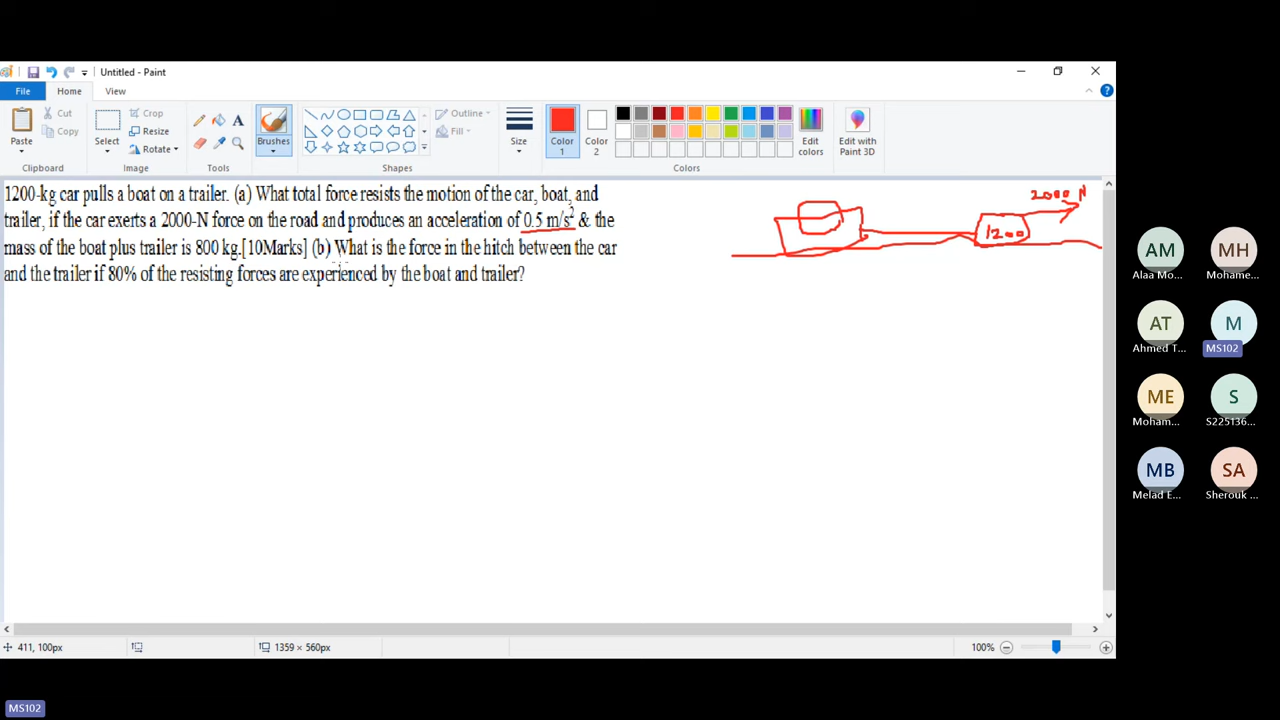 Untitled - Paint
File
Home
View
Paste
Cut
Copy
Clipboard
Select
Crop
Resize
Rotate
Image
Tools
Brushes
Outline
Fill
Shapes
Size
Color 1
Color 2
Edit colors
Edit with Paint 3D
Colors
1200-kg car pulls a boat on a trailer. (a) What total force resists the motion of the car, boat, and
trailer, if the car exerts a 2000-N force on the road and produces an acceleration of 0.5 m/s² & the
mass of the boat plus trailer is 800 kg.[10Marks] (b) What is the force in the hitch between the car
and the trailer if 80% of the resisting forces are experienced by the boat and trailer?
2000 N
1200
AM
Alaa Mo...
MH
Mohame...
AT
Ahmed T...
M
MS102
ME
Moham...
S
S225136...
MB
Melad E...
SA
Sherouk ...
411, 100px
1359 × 560px
100%
MS102